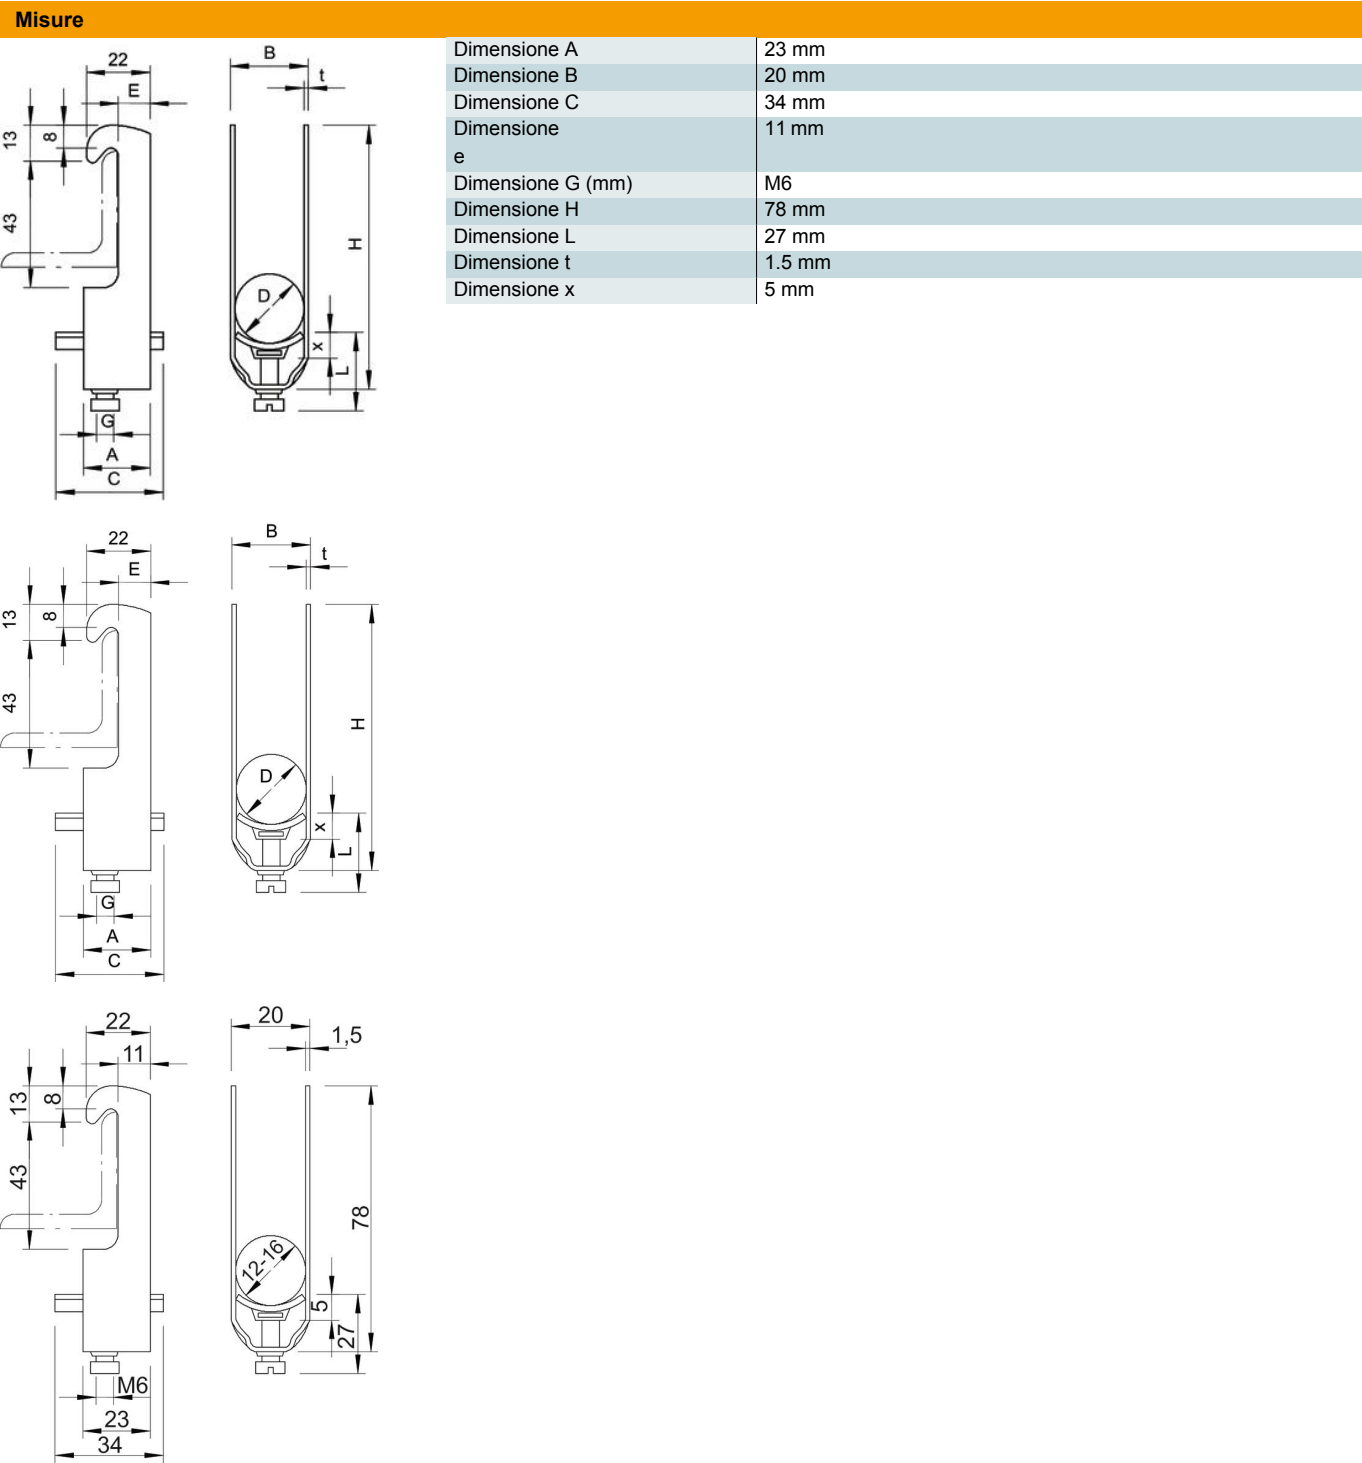 Misure
Dimensione A 23 mm
Dimensione B 20 mm
Dimensione C 34 mm
Dimensione e 11 mm
Dimensione G (mm) M6
Dimensione H 78 mm
Dimensione L 27 mm
Dimensione t 1.5 mm
Dimensione x 5 mm
22
E
13
8
43
G
A
C
B
t
H
D
x
L
22
E
13
8
43
G
A
C
B
t
H
D
x
L
22
11
13
8
43
M6
23
34
20
1,5
78
12-16
5
27